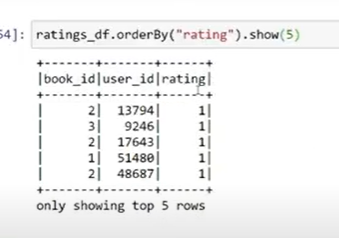 54]: ratings_df.orderBy("rating").show(5)
+-------+-------+------+
|book_id|user_id|rating|
+-------+-------+------+
|      2|  13794|     1|
|      3|   9246|     1|
|      2|  17643|     1|
|      1|  51480|     1|
|      2|  48687|     1|
+-------+-------+------+
only showing top 5 rows